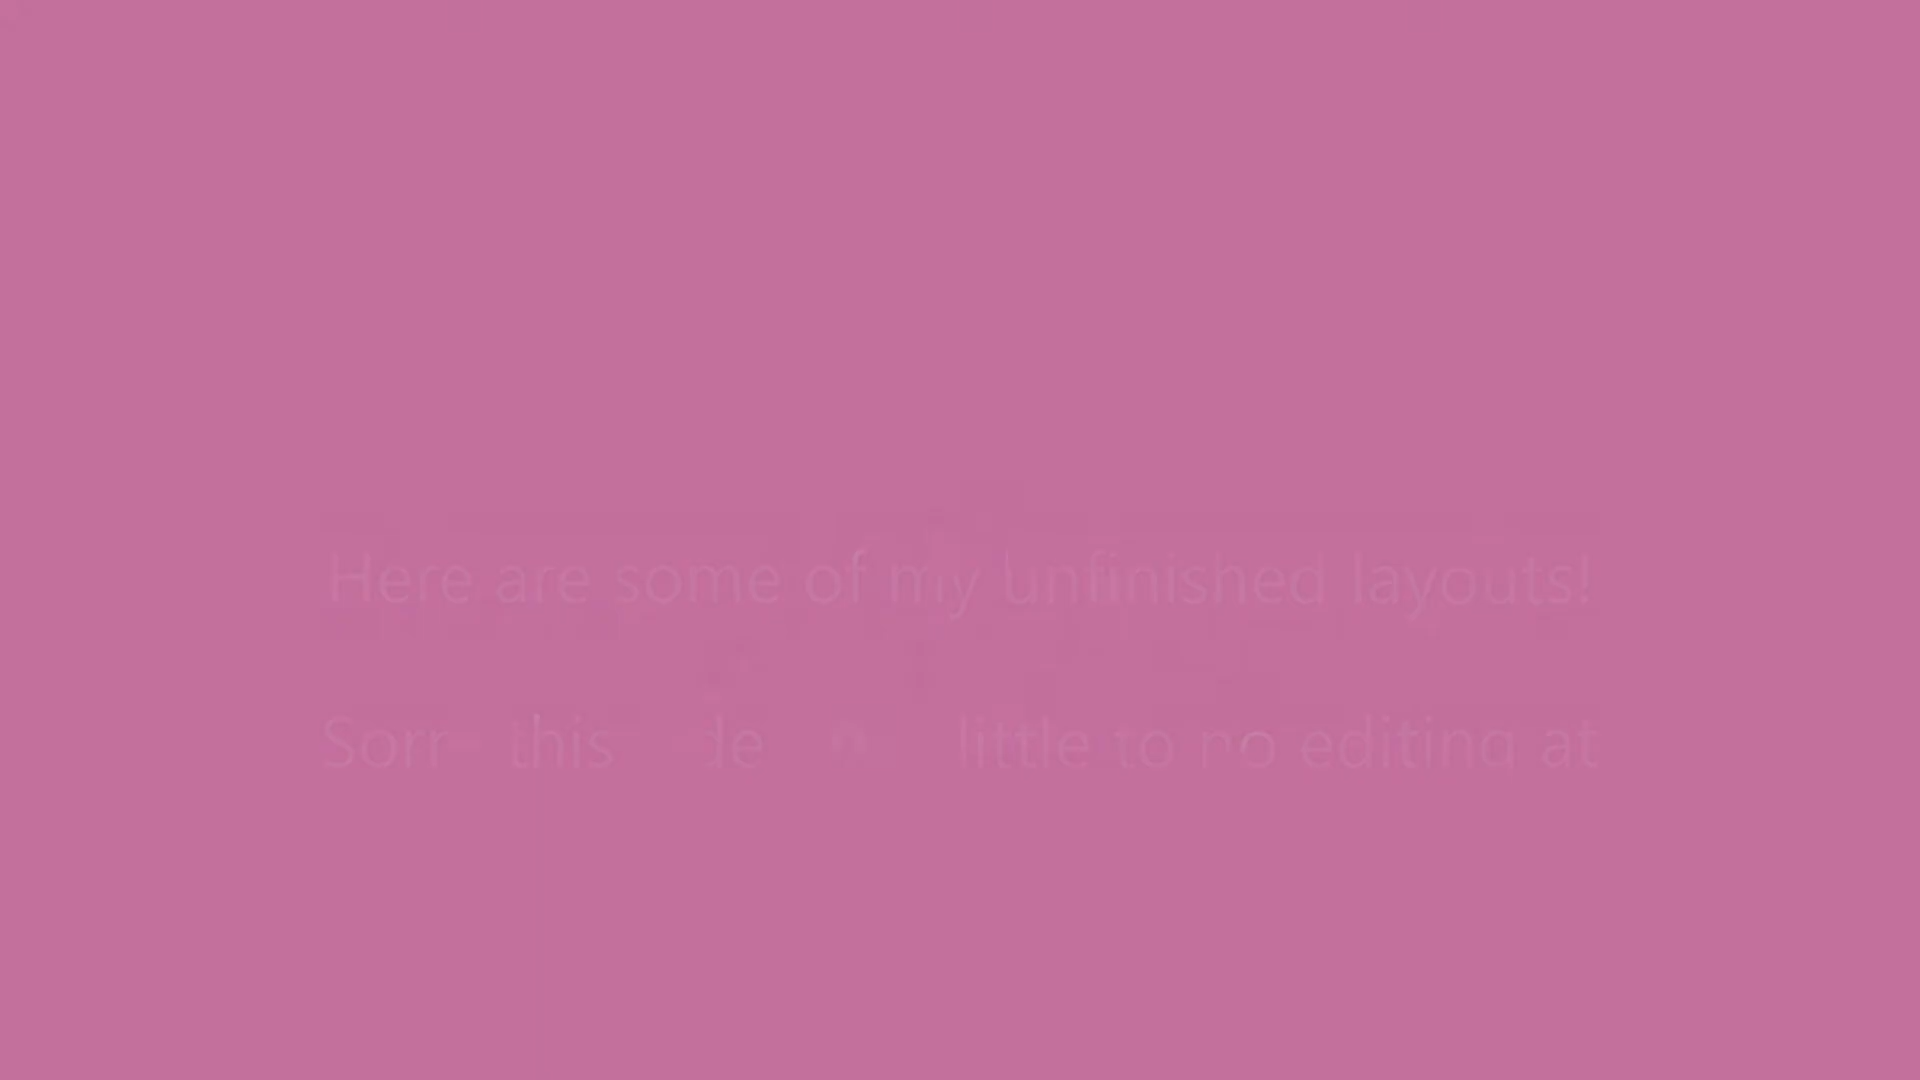 Here are some of my unfinished layouts!
this little to no editing at